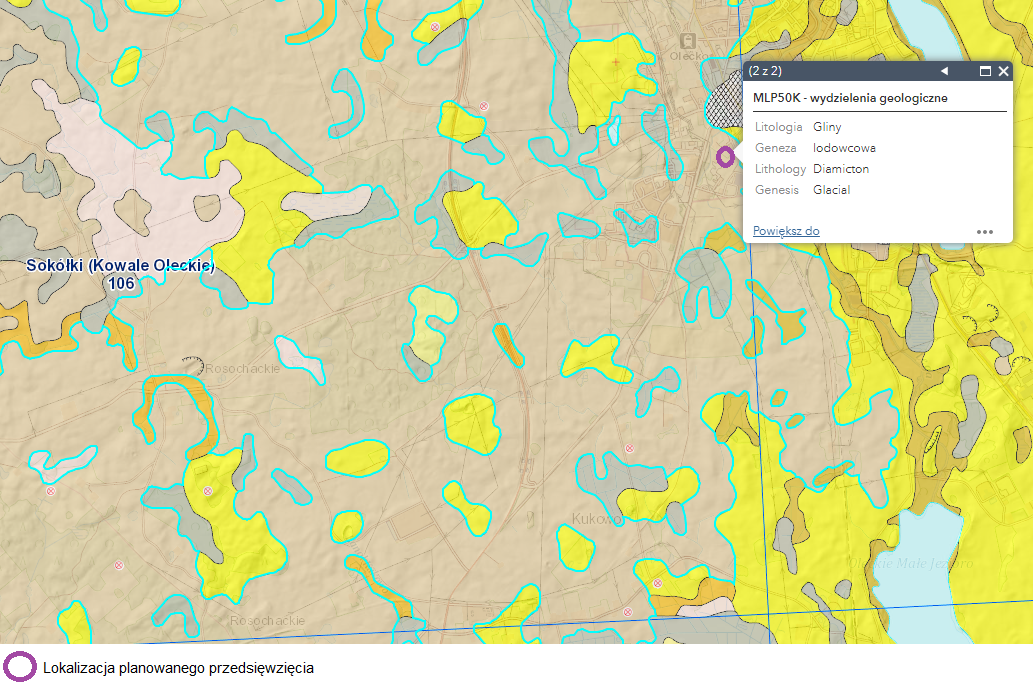 Olecko
(2 z 2)
MLP50K - wydzielenia geologiczne
Litologia Gliny
Geneza lodowcowa
Lithology Diamicton
Genesis Glacial
Powiększ do
Sokółki (Kowale Oleckie)
106
Rosochackie
Kukowo
Oleckie Małe Jezioro
Rosochackie
Lokalizacja planowanego przedsięwzięcia